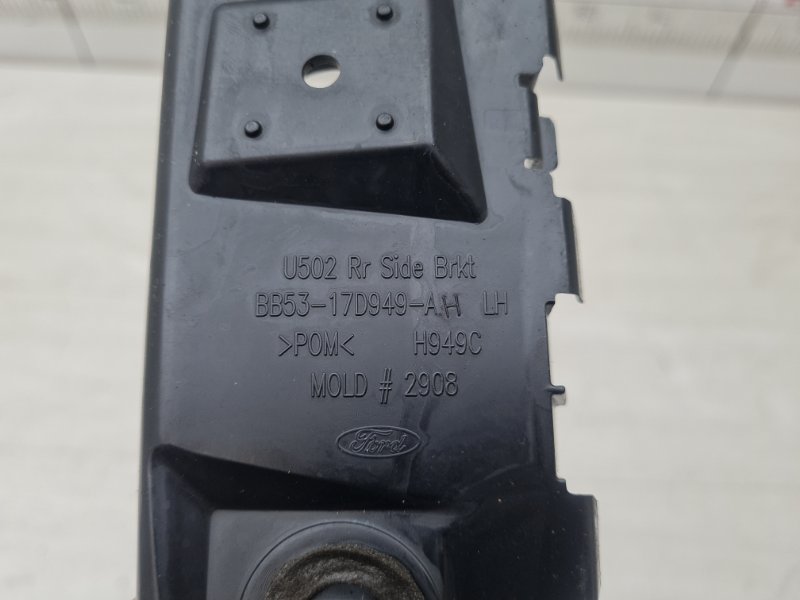 U502 Rr Side Brkt
BB53-17D949-AH LH
>POM< H949C
MOLD # 2908
Ford